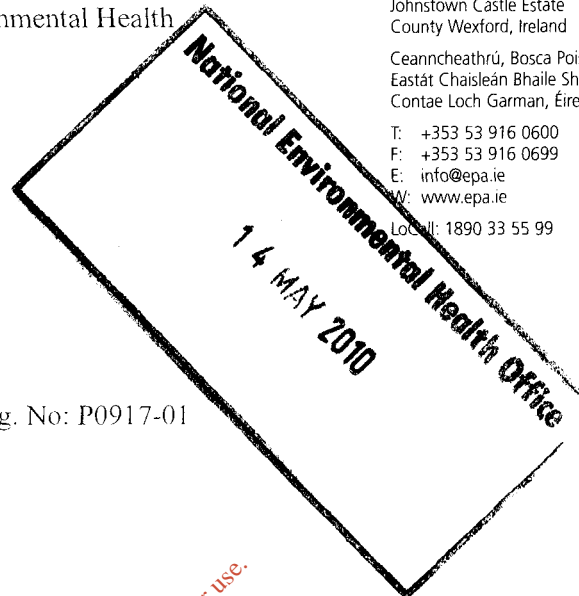 nmental Health
Johnstown Castle Estate
County Wexford, Ireland
Ceanncheathrú, Bosca Poi
Eastát Chaisleán Bhaile Sh
Contae Loch Garman, Éire
T: +353 53 916 0600
F: +353 53 916 0699
E: info@epa.ie
W: www.epa.ie
LoCall: 1890 33 55 99
National Environmental Health Office
14 MAY 2010
g. No: P0917-01
use.